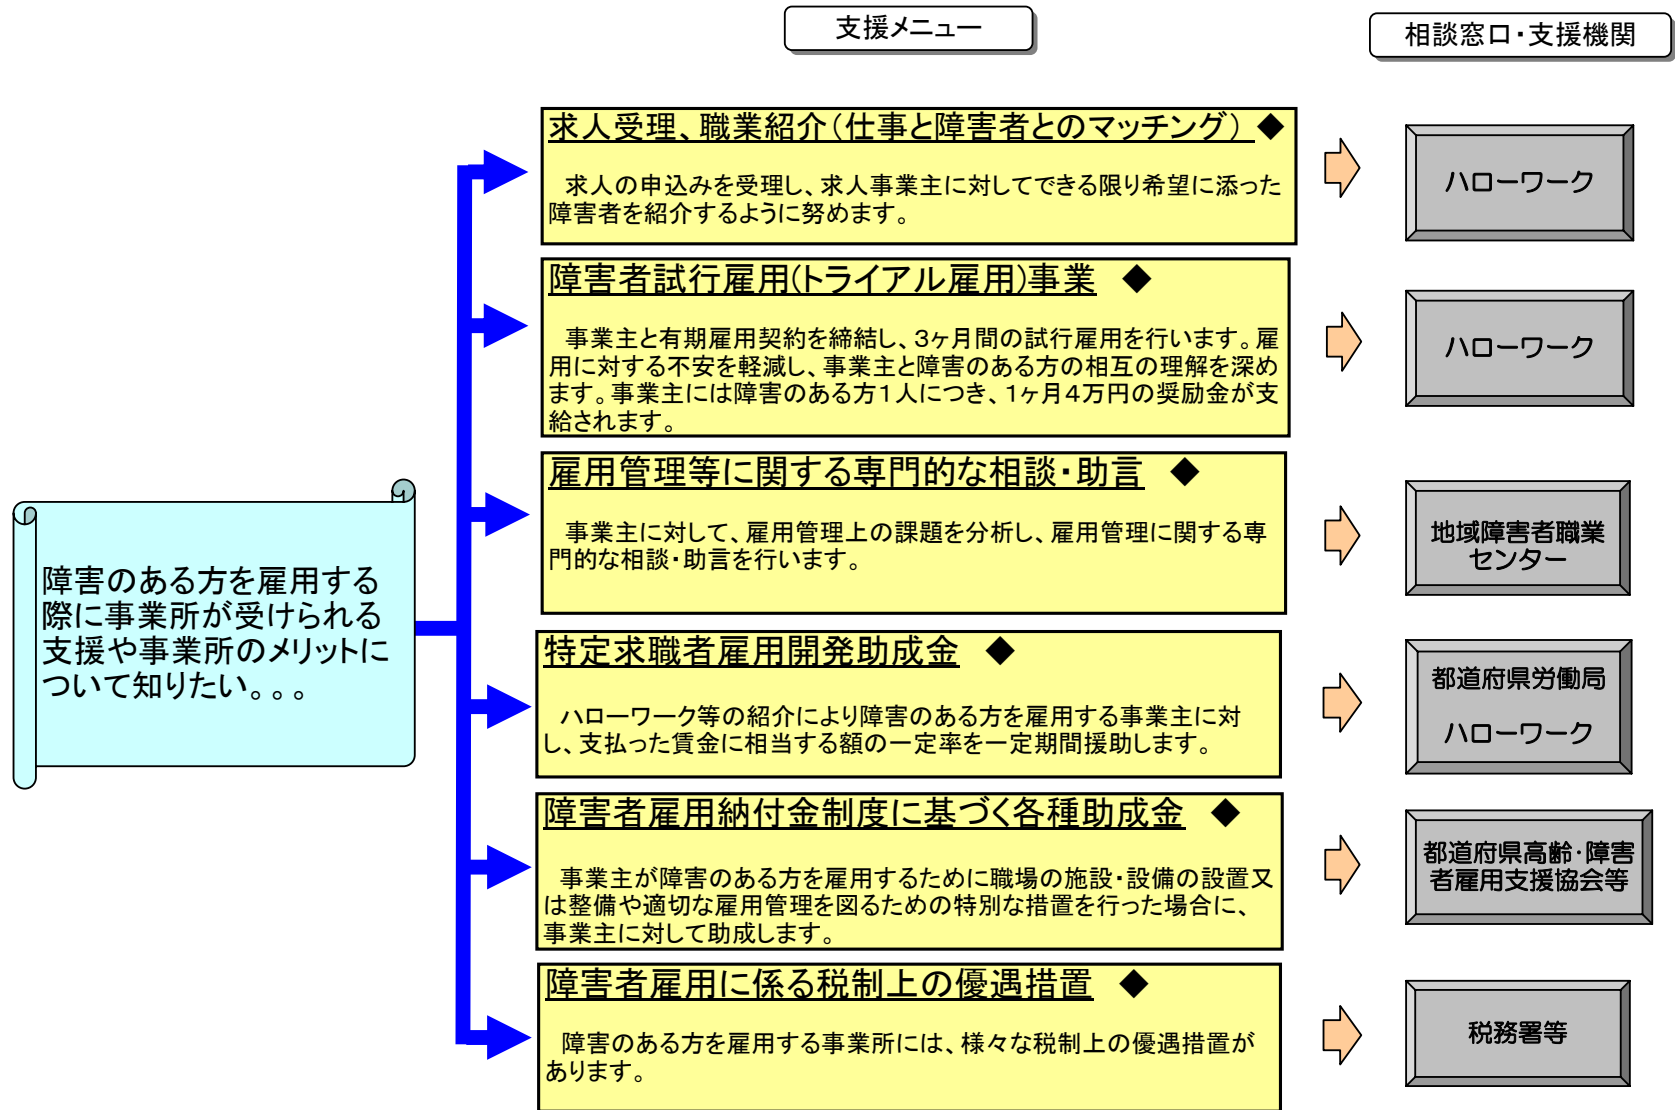 支援メニュー
相談窓口・支援機関
障害のある方を雇用する
際に事業所が受けられる
支援や事業所のメリットに
ついて知りたい。。。
求人受理、職業紹介(仕事と障害者とのマッチング) ◆
求人の申込みを受理し、求人事業主に対してできる限り希望に添った
障害者を紹介するように努めます。
ハローワーク
障害者試行雇用(トライアル雇用)事業 ◆
事業主と有期雇用契約を締結し、3ヶ月間の試行雇用を行います。雇
用に対する不安を軽減し、事業主と障害のある方の相互の理解を深め
ます。事業主には障害のある方1人につき、1ヶ月4万円の奨励金が支
給されます。
ハローワーク
雇用管理等に関する専門的な相談・助言 ◆
事業主に対して、雇用管理上の課題を分析し、雇用管理に関する専
門的な相談・助言を行います。
地域障害者職業
センター
特定求職者雇用開発助成金 ◆
ハローワーク等の紹介により障害のある方を雇用する事業主に対
し、支払った賃金に相当する額の一定率を一定期間援助します。
都道府県労働局
ハローワーク
障害者雇用納付金制度に基づく各種助成金 ◆
事業主が障害のある方を雇用するために職場の施設・設備の設置又
は整備や適切な雇用管理を図るための特別な措置を行った場合に、
事業主に対して助成します。
都道府県高齢・障害
者雇用支援協会等
障害者雇用に係る税制上の優遇措置 ◆
障害のある方を雇用する事業所には、様々な税制上の優遇措置が
あります。
税務署等